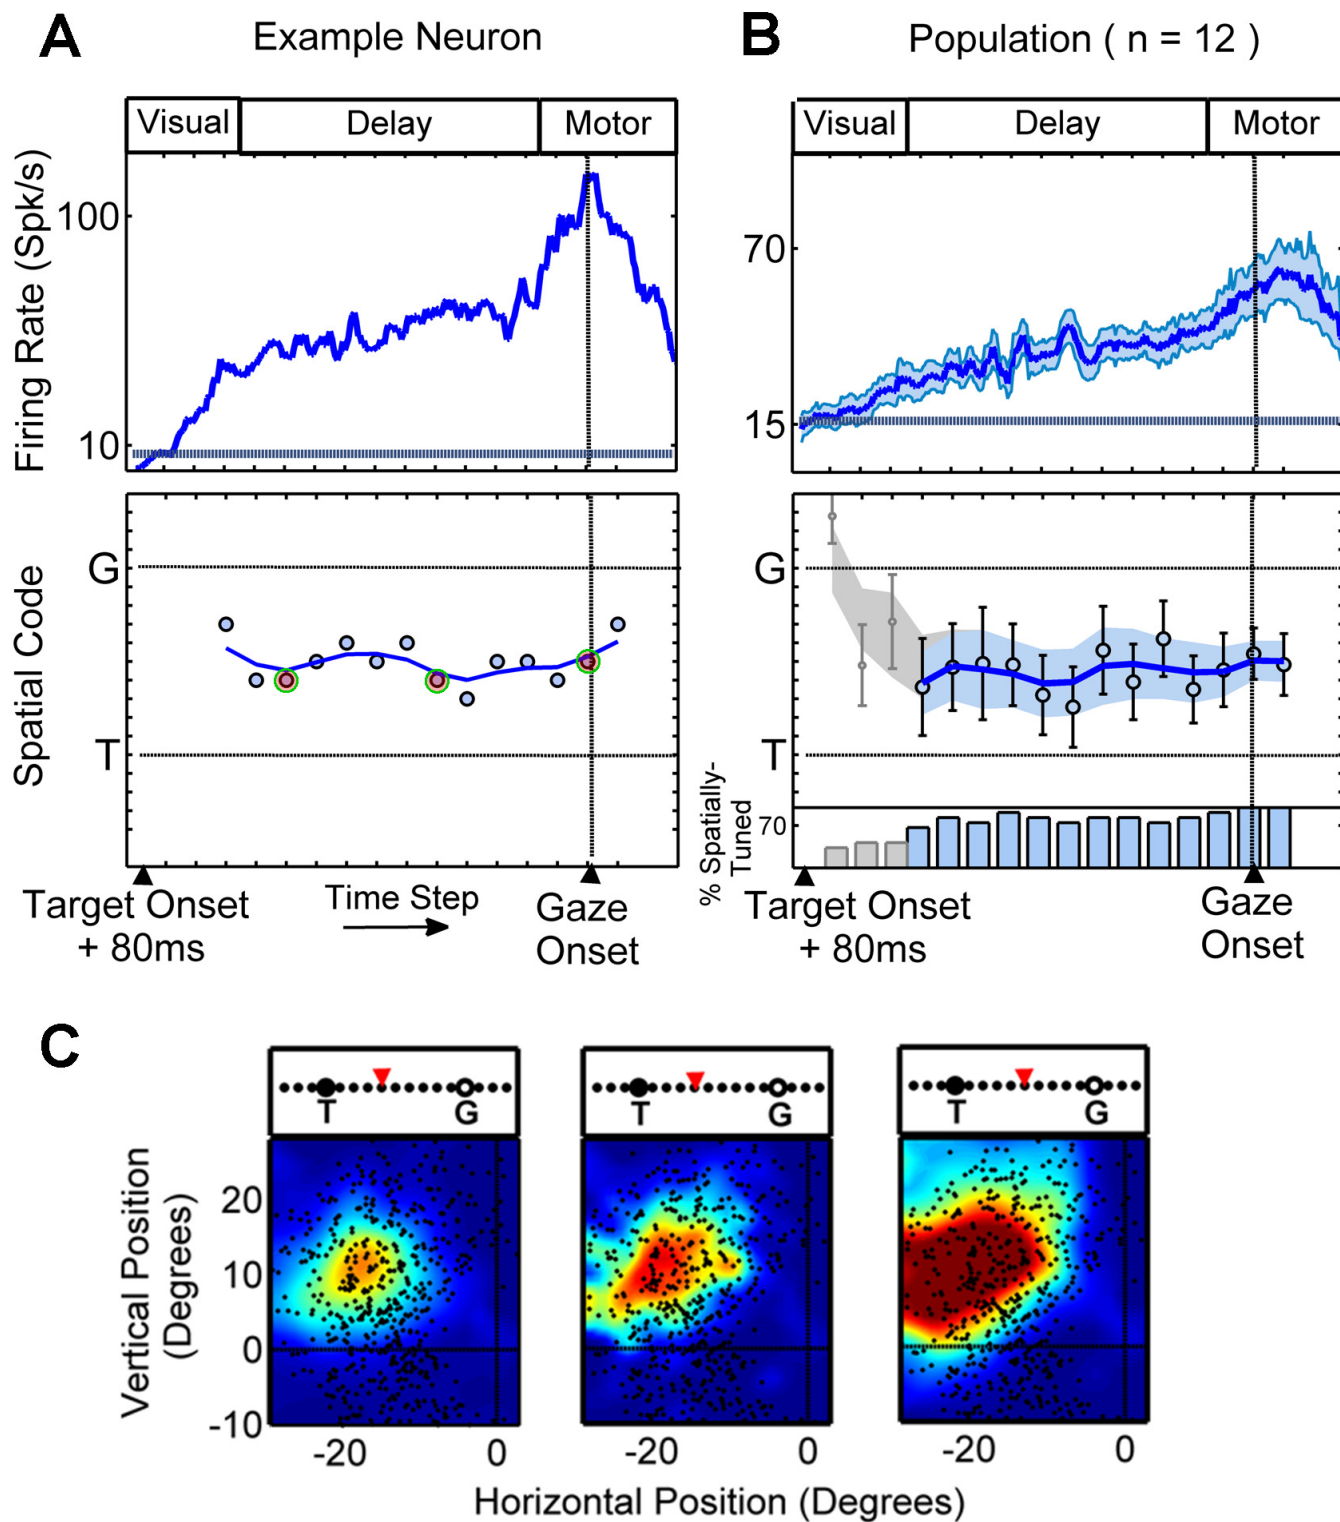 A
Example Neuron
B
Population ( n = 12 )
Visual
Delay
Motor
Visual
Delay
Motor
Firing Rate (Spk/s)
100
10
70
15
Spatial Code
G
T
G
T
% Spatially-
Tuned
70
Target Onset
+ 80ms
Time Step
Gaze
Onset
Target Onset
+ 80ms
Gaze
Onset
C
T
G
T
G
T
G
Vertical Position
(Degrees)
20
10
0
-10
-20
0
-20
0
-20
0
Horizontal Position (Degrees)